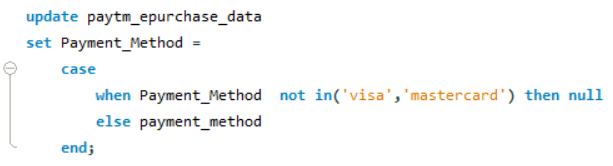 update paytm_epurchase_data
set Payment_Method =
case
when Payment_Method  not in('visa','mastercard') then null
else payment_method
end;